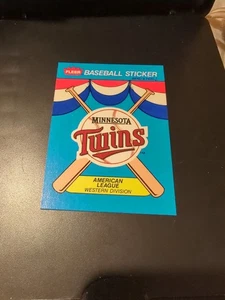 FLEER BASEBALL STICKER
MINNESOTA
Twins
AMERICAN
LEAGUE
WESTERN DIVISION